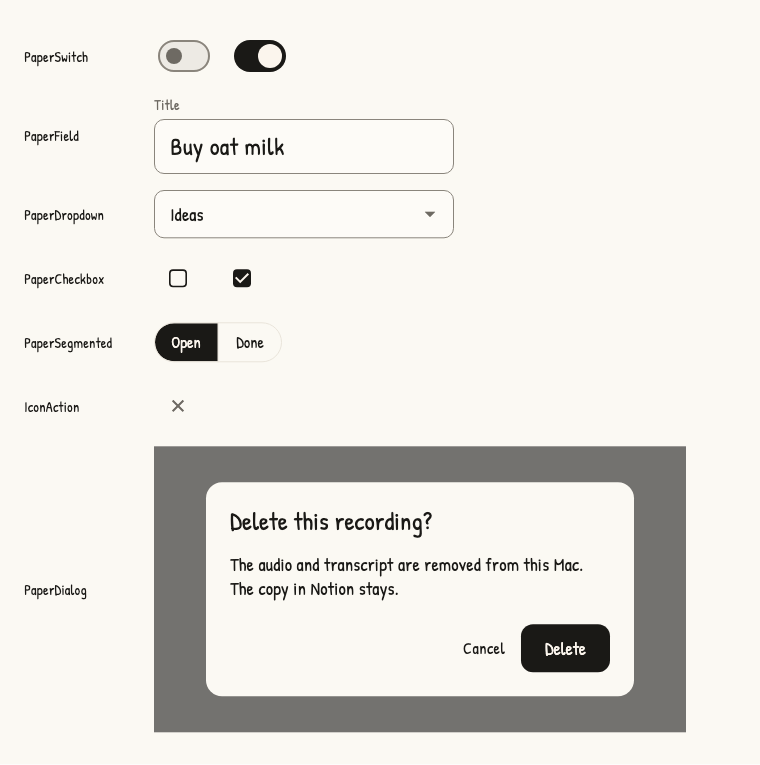 PaperSwitch
Title
PaperField
Buy oat milk
PaperDropdown
Ideas
PaperCheckbox
PaperSegmented
Open
Done
IconAction
PaperDialog
Delete this recording?
The audio and transcript are removed from this Mac.
The copy in Notion stays.
Cancel
Delete